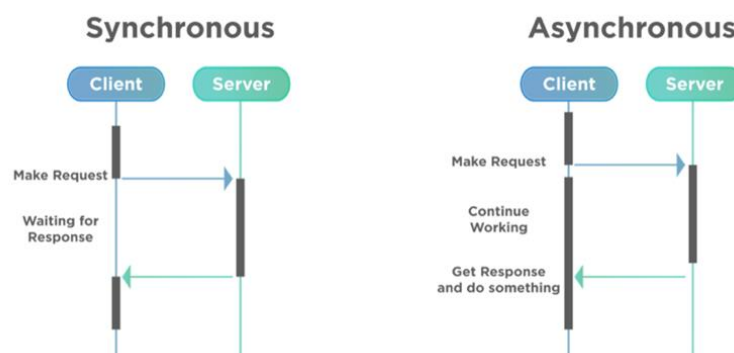 Synchronous
Client
Server
Make Request
Waiting for
Response
Asynchronous
Client
Server
Make Request
Continue
Working
Get Response
and do something